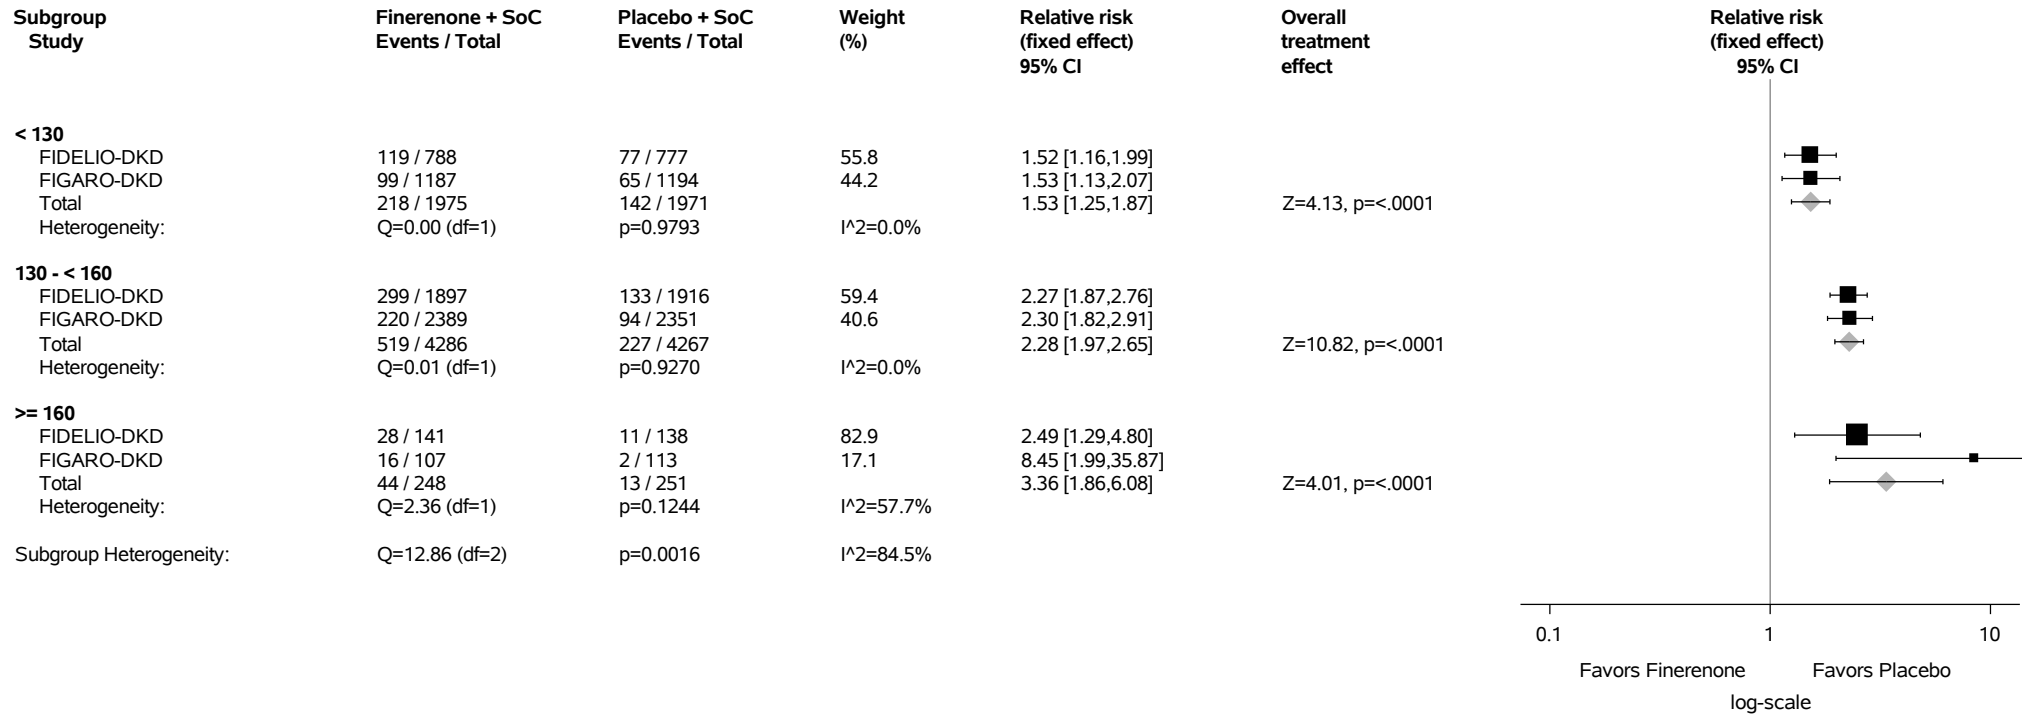 Subgroup Finerenone + SoC Placebo + SoC Weight Relative risk Overall Relative risk
Study Events / Total Events / Total (%) (fixed effect) treatment (fixed effect)
95% CI effect 95% CI
< 130
FIDELIO-DKD 119 / 788 77 / 777 55.8 1.52 [1.16,1.99]
FIGARO-DKD 99 / 1187 65 / 1194 44.2 1.53 [1.13,2.07]
Total 218 / 1975 142 / 1971 1.53 [1.25,1.87] Z=4.13, p=<.0001
Heterogeneity: Q=0.00 (df=1) p=0.9793 I^2=0.0%
130 - < 160
FIDELIO-DKD 299 / 1897 133 / 1916 59.4 2.27 [1.87,2.76]
FIGARO-DKD 220 / 2389 94 / 2351 40.6 2.30 [1.82,2.91]
Total 519 / 4286 227 / 4267 2.28 [1.97,2.65] Z=10.82, p=<.0001
Heterogeneity: Q=0.01 (df=1) p=0.9270 I^2=0.0%
>= 160
FIDELIO-DKD 28 / 141 11 / 138 82.9 2.49 [1.29,4.80]
FIGARO-DKD 16 / 107 2 / 113 17.1 8.45 [1.99,35.87]
Total 44 / 248 13 / 251 3.36 [1.86,6.08] Z=4.01, p=<.0001
Heterogeneity: Q=2.36 (df=1) p=0.1244 I^2=57.7%
Subgroup Heterogeneity: Q=12.86 (df=2) p=0.0016 I^2=84.5%
0.1 1 10
Favors Finerenone Favors Placebo
log-scale